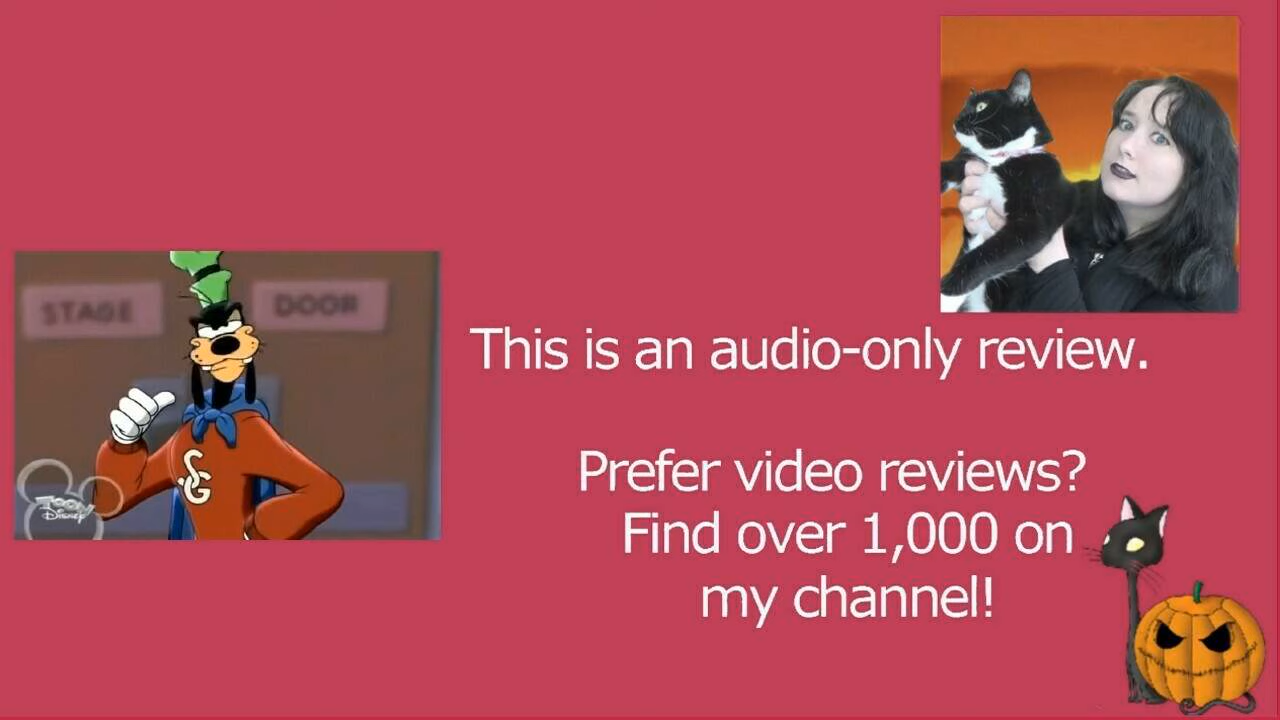 STAGE
DOOR
SG
TOON
DISNEY
This is an audio-only review.
Prefer video reviews?
Find over 1,000 on
my channel!